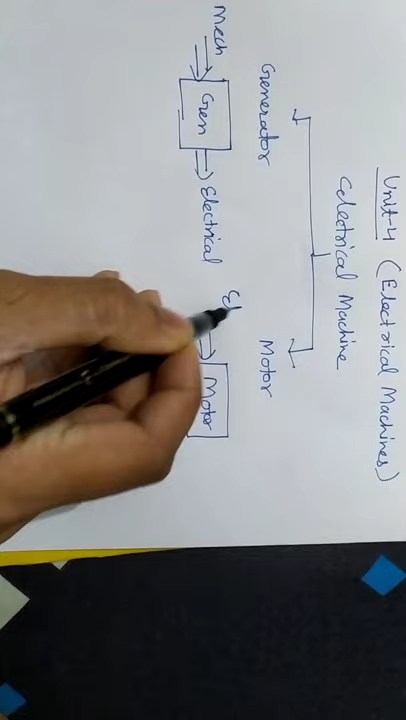 Unit-4 (Electrical Machines)
Electrical Machine
Generator Motor
Mech Gen Electrical El Motor